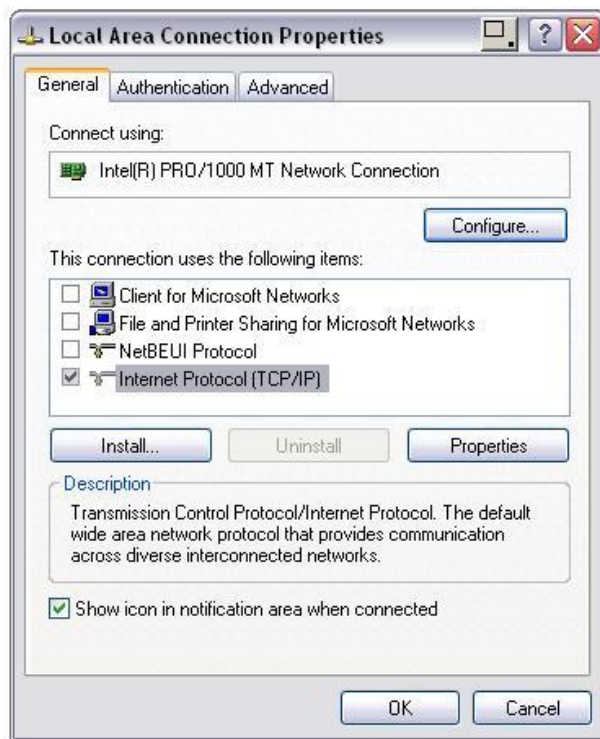 Local Area Connection Properties
General Authentication Advanced
Connect using:
Intel(R) PRO/1000 MT Network Connection
Configure...
This connection uses the following items:
Client for Microsoft Networks
File and Printer Sharing for Microsoft Networks
NetBEUI Protocol
Internet Protocol (TCP/IP)
Install... Uninstall Properties
Description
Transmission Control Protocol/Internet Protocol. The default
wide area network protocol that provides communication
across diverse interconnected networks.
Show icon in notification area when connected
OK Cancel